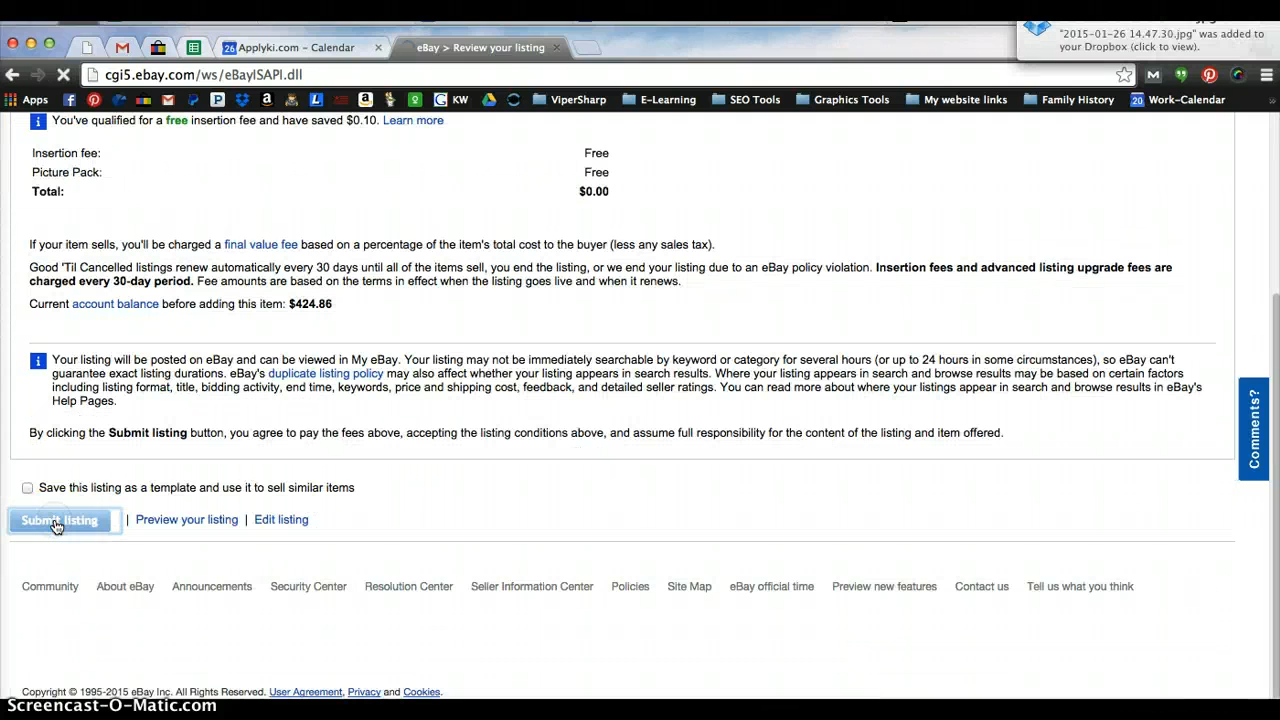 "2015-01-26 14.47.30.jpg" was added to
your Dropbox (click to view).
26 Applyki.com – Calendar
eBay > Review your listing
cgi5.ebay.com/ws/eBayISAPI.dll
Apps KW ViperSharp E-Learning SEO Tools Graphics Tools My website links Family History 20 Work-Calendar
You've qualified for a free insertion fee and have saved $0.10. Learn more
Insertion fee: Free
Picture Pack: Free
Total: $0.00
If your item sells, you'll be charged a final value fee based on a percentage of the item's total cost to the buyer (less any sales tax).
Good 'Til Cancelled listings renew automatically every 30 days until all of the items sell, you end the listing, or we end your listing due to an eBay policy violation. Insertion fees and advanced listing upgrade fees are
charged every 30-day period. Fee amounts are based on the terms in effect when the listing goes live and when it renews.
Current account balance before adding this item: $424.86
Your listing will be posted on eBay and can be viewed in My eBay. Your listing may not be immediately searchable by keyword or category for several hours (or up to 24 hours in some circumstances), so eBay can't
guarantee exact listing durations. eBay's duplicate listing policy may also affect whether your listing appears in search results. Where your listing appears in search and browse results may be based on certain factors
including listing format, title, bidding activity, end time, keywords, price and shipping cost, feedback, and detailed seller ratings. You can read more about where your listings appear in search and browse results in eBay's
Help Pages.
Comments?
By clicking the Submit listing button, you agree to pay the fees above, accepting the listing conditions above, and assume full responsibility for the content of the listing and item offered.
Save this listing as a template and use it to sell similar items
Submit listing | Preview your listing | Edit listing
Community About eBay Announcements Security Center Resolution Center Seller Information Center Policies Site Map eBay official time Preview new features Contact us Tell us what you think
Copyright © 1995-2015 eBay Inc. All Rights Reserved. User Agreement, Privacy and Cookies.
Screencast-O-Matic.com